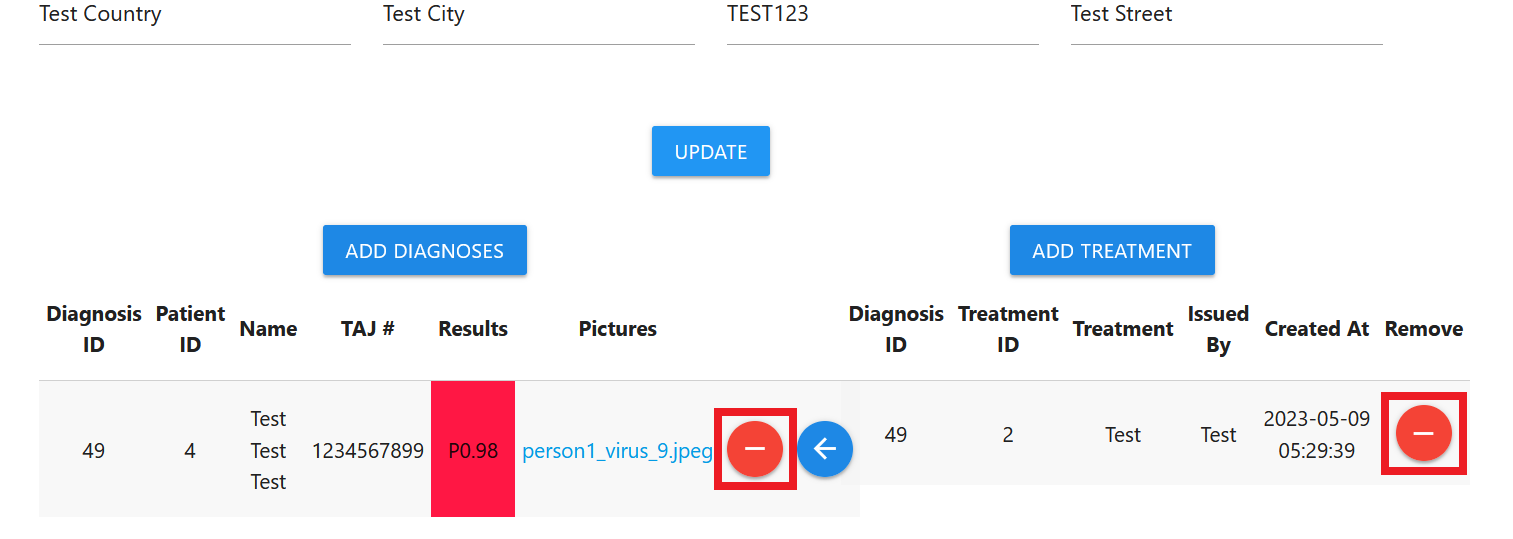 Test Country Test City TEST123 Test Street
UPDATE
ADD DIAGNOSES ADD TREATMENT
Diagnosis ID Patient ID Name TAJ # Results Pictures
49 4 Test Test Test 1234567899 P0.98 person1_virus_9.jpeg
Diagnosis ID Treatment ID Treatment Issued By Created At Remove
49 2 Test Test 2023-05-09 05:29:39